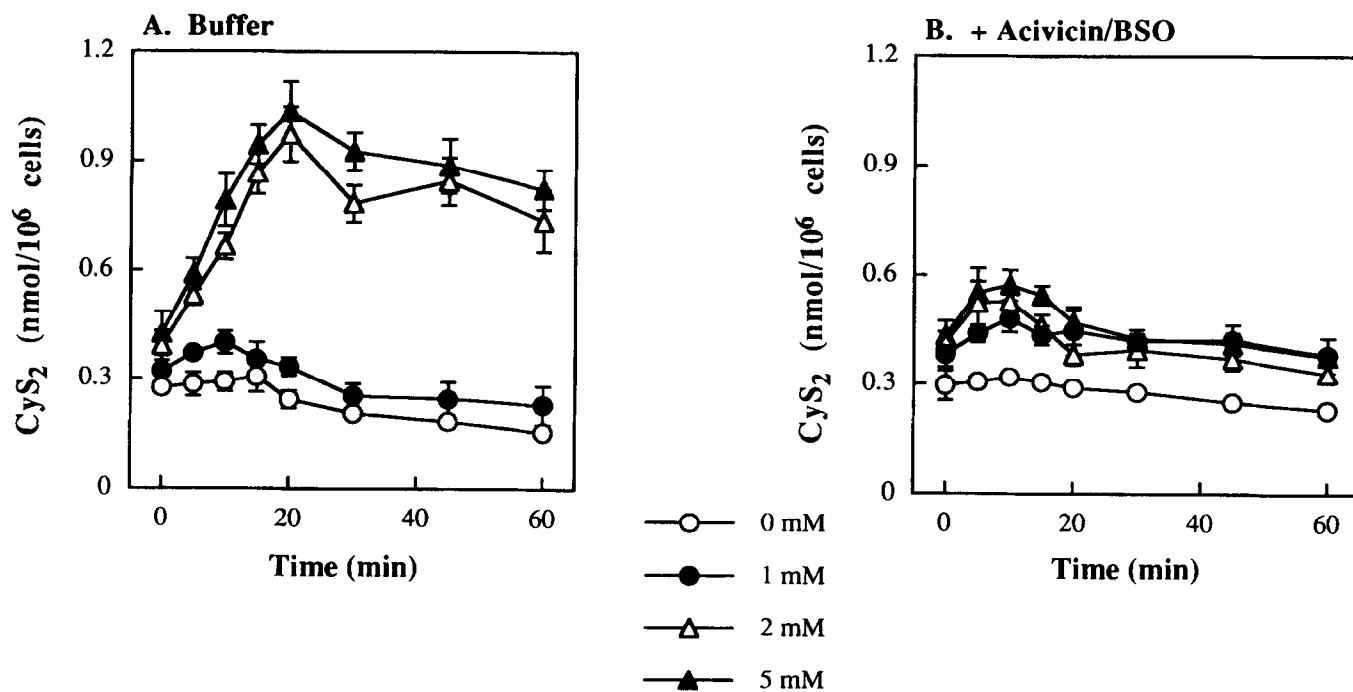 A. Buffer
1.2
0.9
0.6
0.3
0
CyS₂ (nmol/10⁶ cells)
0
20
40
60
Time (min)
B. + Acivicin/BSO
1.2
0.9
0.6
0.3
0
CyS₂ (nmol/10⁶ cells)
0
20
40
60
Time (min)
0 mM
1 mM
2 mM
5 mM